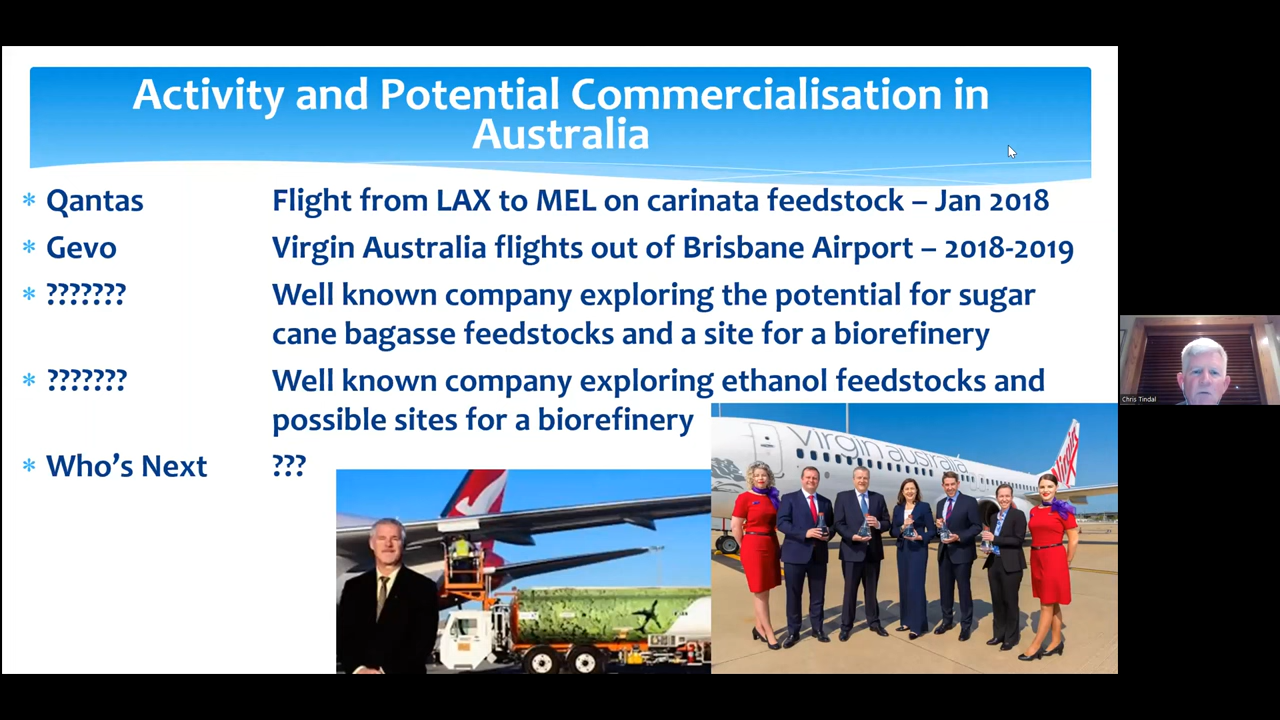 Activity and Potential Commercialisation in
Australia
* Qantas Flight from LAX to MEL on carinata feedstock – Jan 2018
* Gevo Virgin Australia flights out of Brisbane Airport – 2018-2019
* ??????? Well known company exploring the potential for sugar
cane bagasse feedstocks and a site for a biorefinery
* ??????? Well known company exploring ethanol feedstocks and
possible sites for a biorefinery
* Who's Next ???
virgin australia
Virgin
Chris Tindal